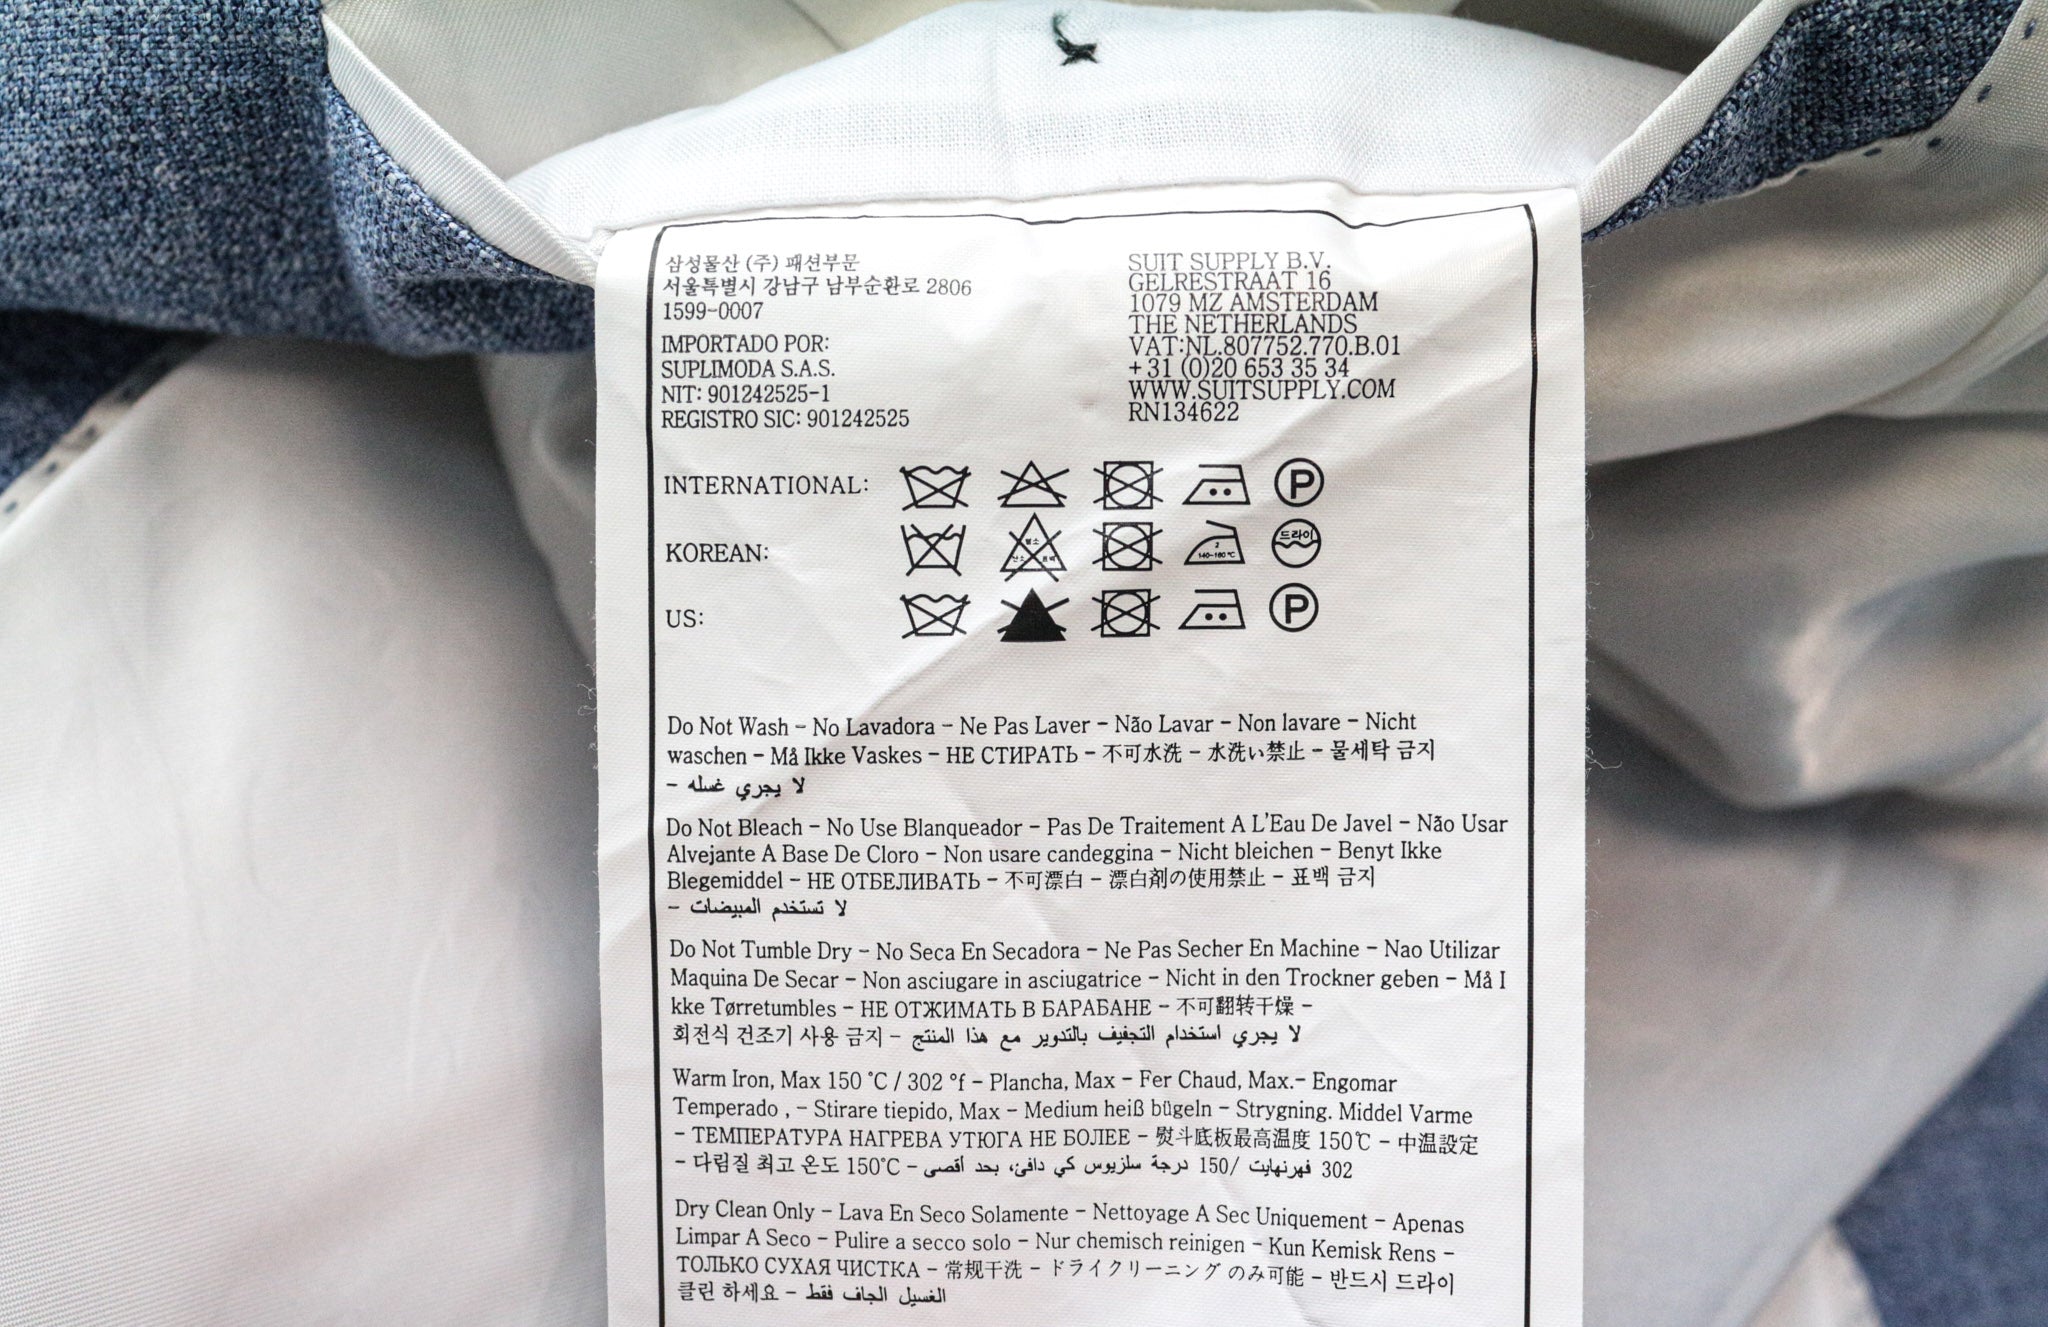 삼성물산 (주) 패션부문
서울특별시 강남구 남부순환로 2806
1599-0007
IMPORTADO POR:
SUPLIMODA S.A.S.
NIT: 901242525-1
REGISTRO SIC: 901242525
SUIT SUPPLY B.V.
GELRESTRAAT 16
1079 MZ AMSTERDAM
THE NETHERLANDS
VAT:NL.807752.770.B.01
+31 (0)20 653 35 34
WWW.SUITSUPPLY.COM
RN134622
INTERNATIONAL:
P
KOREAN:
염소
산소 표백
2
140~160 ℃
드라이
US:
P
Do Not Wash - No Lavadora - Ne Pas Laver - Não Lavar - Non lavare - Nicht
waschen - Må Ikke Vaskes - НЕ СТИРАТЬ - 不可水洗 - 水洗い禁止 - 물세탁 금지
- لا يجري غسله
Do Not Bleach - No Use Blanqueador - Pas De Traitement A L'Eau De Javel - Não Usar
Alvejante A Base De Cloro - Non usare candeggina - Nicht bleichen - Benyt Ikke
Blegemiddel - НЕ ОТБЕЛИВАТЬ - 不可漂白 - 漂白剤の使用禁止 - 표백 금지
- لا تستخدم المبيضات
Do Not Tumble Dry - No Seca En Secadora - Ne Pas Secher En Machine - Nao Utilizar
Maquina De Secar - Non asciugare in asciugatrice - Nicht in den Trockner geben - Må I
kke Tørretumbles - НЕ ОТЖИМАТЬ В БАРАБАНЕ - 不可翻转干燥 -
회전식 건조기 사용 금지 - لا يجري استخدام التجفيف بالتدوير مع هذا المنتج
Warm Iron, Max 150 °C / 302 °f - Plancha, Max - Fer Chaud, Max.- Engomar
Temperado , - Stirare tiepido, Max - Medium heiß bügeln - Strygning. Middel Varme
- ТЕМПЕРАТУРА НАГРЕВА УТЮГА НЕ БОЛЕЕ - 熨斗底板最高温度 150℃ - 中温設定
- 다림질 최고 온도 150℃ - 302 فهرنهايت /150 درجة سلزيوس كي دافئ، بحد أقصى
Dry Clean Only - Lava En Seco Solamente - Nettoyage A Sec Uniquement - Apenas
Limpar A Seco - Pulire a secco solo - Nur chemisch reinigen - Kun Kemisk Rens -
ТОЛЬКО СУХАЯ ЧИСТКА - 常规干洗 - ドライクリーニング のみ可能 - 반드시 드라이
클린 하세요 - الغسيل الجاف فقط